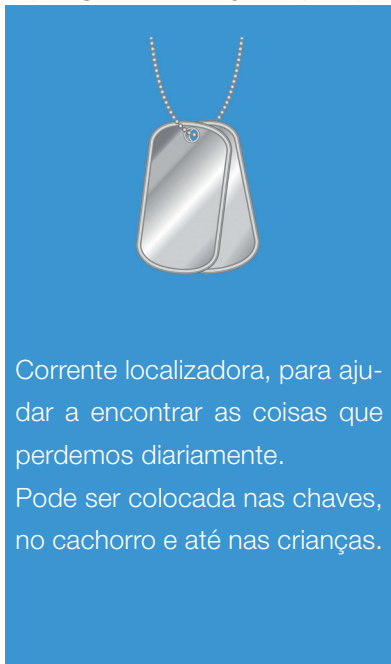 Corrente localizadora, para aju-
dar a encontrar as coisas que
perdemos diariamente.
Pode ser colocada nas chaves,
no cachorro e até nas crianças.